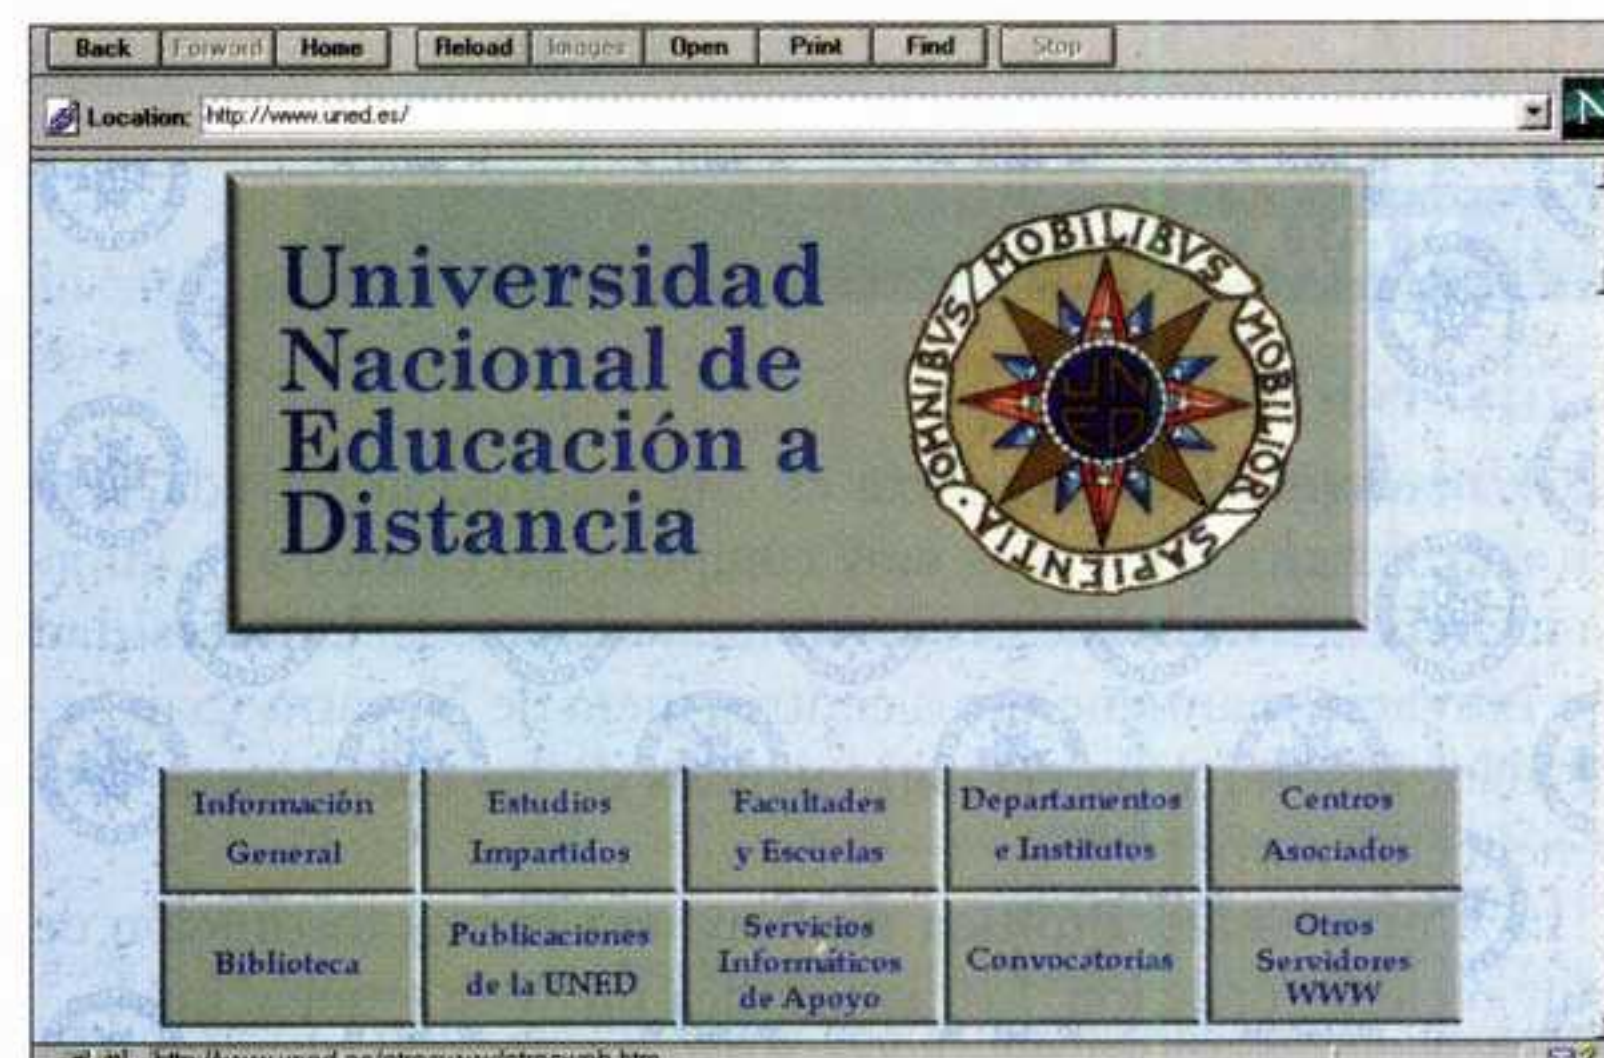 Back Forward Home Reload Images Open Print Find Stop
Location: http://www.uned.es/
N
Universidad
Nacional de
Educación a
Distancia
OMNIBVS MOBILIBVS MOBILIOR SAPIENTIA
UNED
Información
General
Estudios
Impartidos
Facultades
y Escuelas
Departamentos
e Institutos
Centros
Asociados
Biblioteca
Publicaciones
de la UNED
Servicios
Informáticos
de Apoyo
Convocatorias
Otros
Servidores
WWW